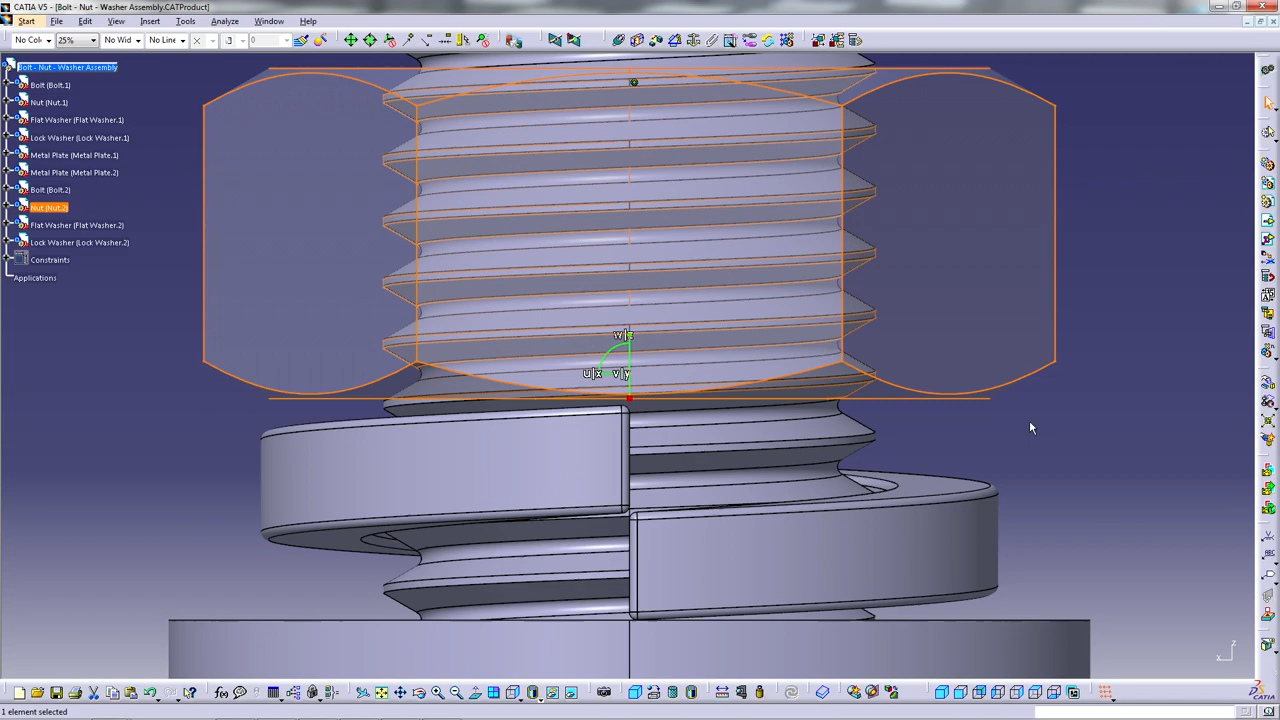 CATIA V5 - [Bolt - Nut - Washer Assembly.CATProduct]
Start File Edit View Insert Tools Analyze Window Help
No Col 25% No Wid No Line 0
Bolt - Nut - Washer Assembly
Bolt (Bolt.1)
Nut (Nut.1)
Flat Washer (Flat Washer.1)
Lock Washer (Lock Washer.1)
Metal Plate (Metal Plate.1)
Metal Plate (Metal Plate.2)
Bolt (Bolt.2)
Nut (Nut.2)
Flat Washer (Flat Washer.2)
Lock Washer (Lock Washer.2)
Constraints
Applications
w|z
u|x v|y
z
x
f(x)
CATIA
1 element selected